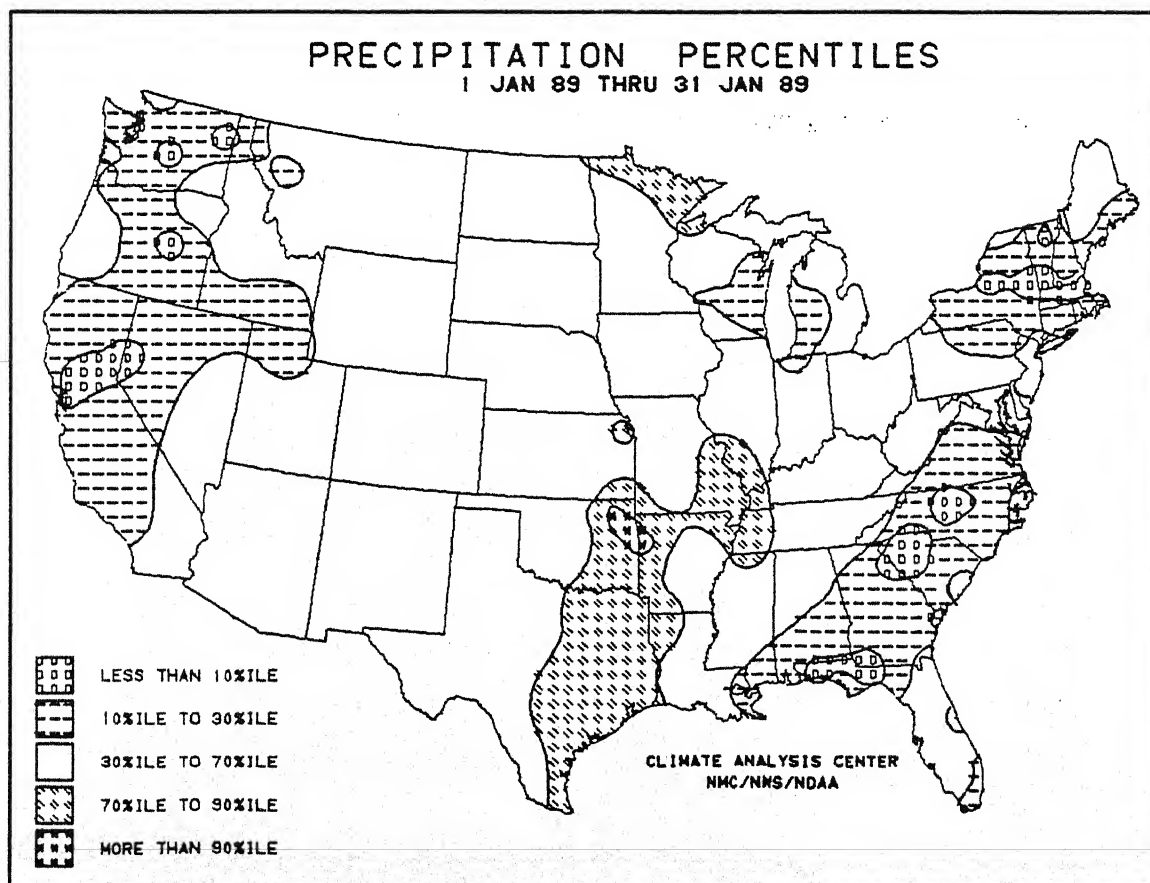 PRECIPITATION PERCENTILES
1 JAN 89 THRU 31 JAN 89
LESS THAN 10%ILE
10%ILE TO 30%ILE
30%ILE TO 70%ILE
70%ILE TO 90%ILE
MORE THAN 90%ILE
CLIMATE ANALYSIS CENTER
NMC/NWS/NOAA